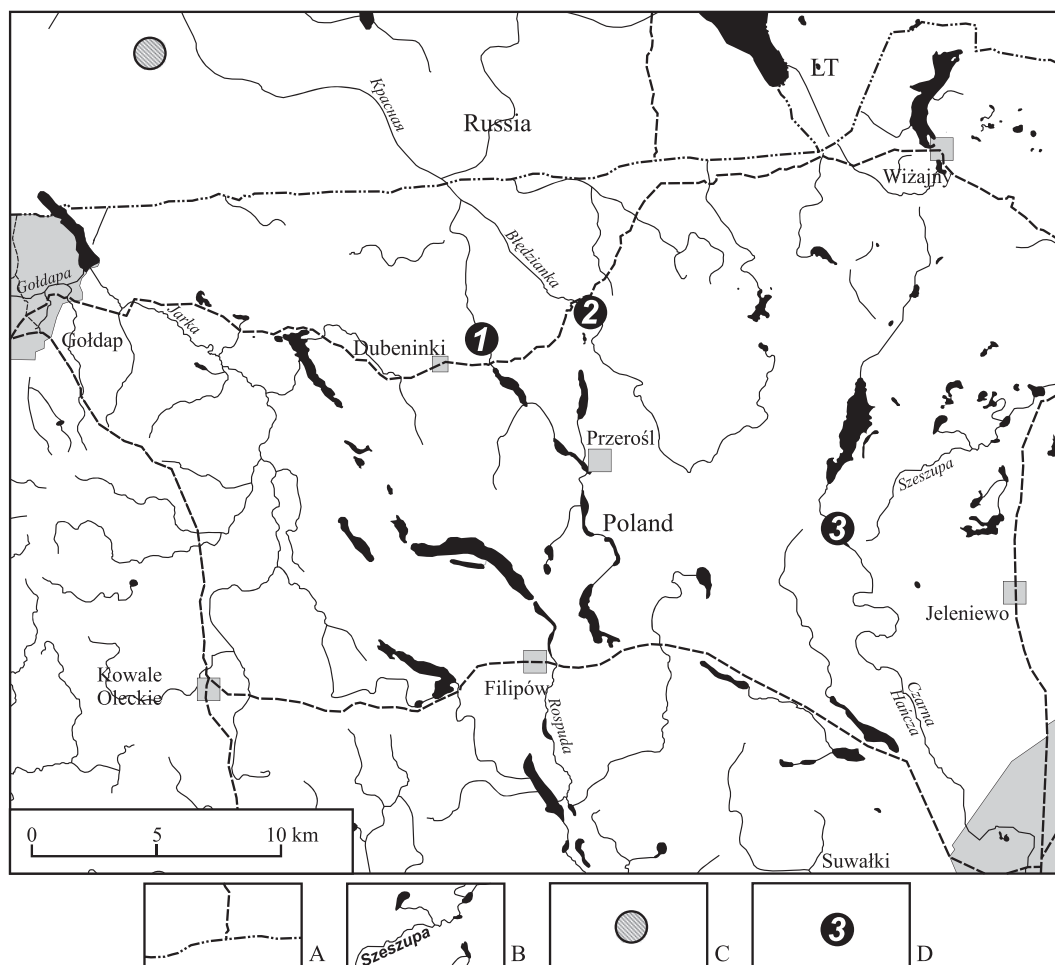 Красная
Russia
LT
Wiżajny
Błędzianka
Gołdapa
Gołdap
Jarka
Dubeninki
1
2
Przerośl
Szeszupa
Poland
3
Jeleniewo
Kowale
Oleckie
Filipów
Rospuda
Czarna
Hańcza
Suwałki
0 5 10 km
A
Szeszupa
B
C
3
D